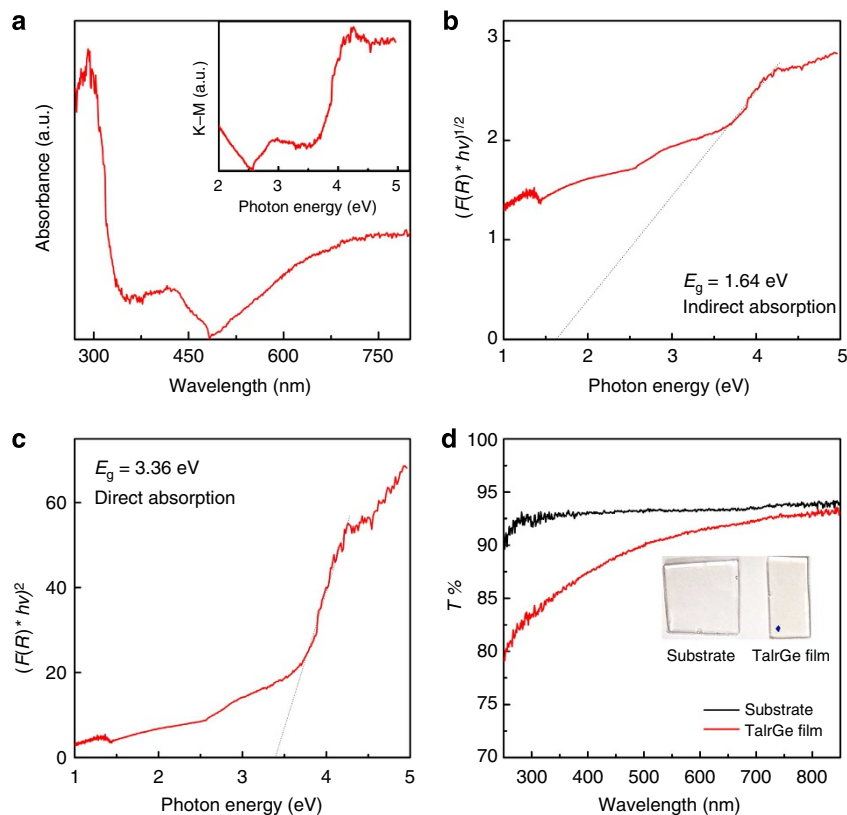 a
Absorbance (a.u.)
300
450
600
750
Wavelength (nm)
K–M (a.u.)
2
3
4
5
Photon energy (eV)
b
(F(R) * hv)1/2
3
2
1
0
1
2
3
4
5
Photon energy (eV)
Eg = 1.64 eV
Indirect absorption
c
(F(R) * hv)2
60
40
20
0
1
2
3
4
5
Photon energy (eV)
Eg = 3.36 eV
Direct absorption
d
T %
100
95
90
85
80
75
70
300
400
500
600
700
800
Wavelength (nm)
Substrate
TaIrGe film
Substrate
TaIrGe film